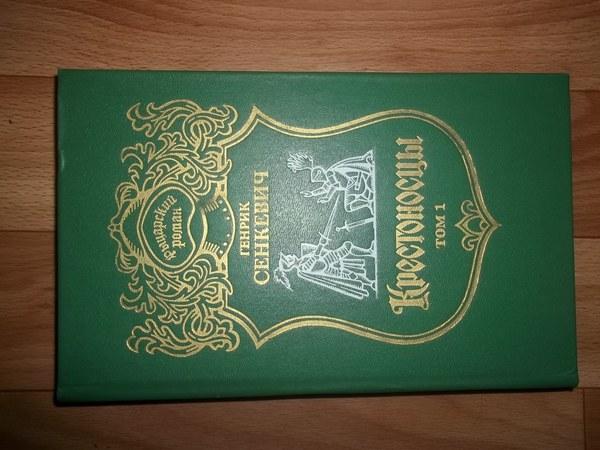 Рыцарский
роман
ГЕНРИК
СЕНКЕВИЧ
Крестоносцы
ТОМ 1